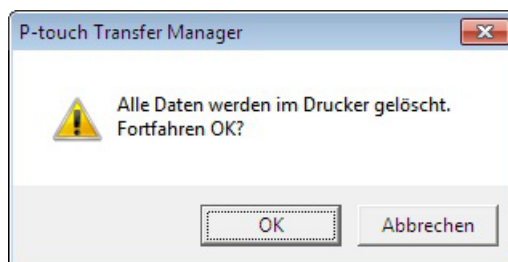 P-touch Transfer Manager
Alle Daten werden im Drucker gelöscht.
Fortfahren OK?
OK
Abbrechen